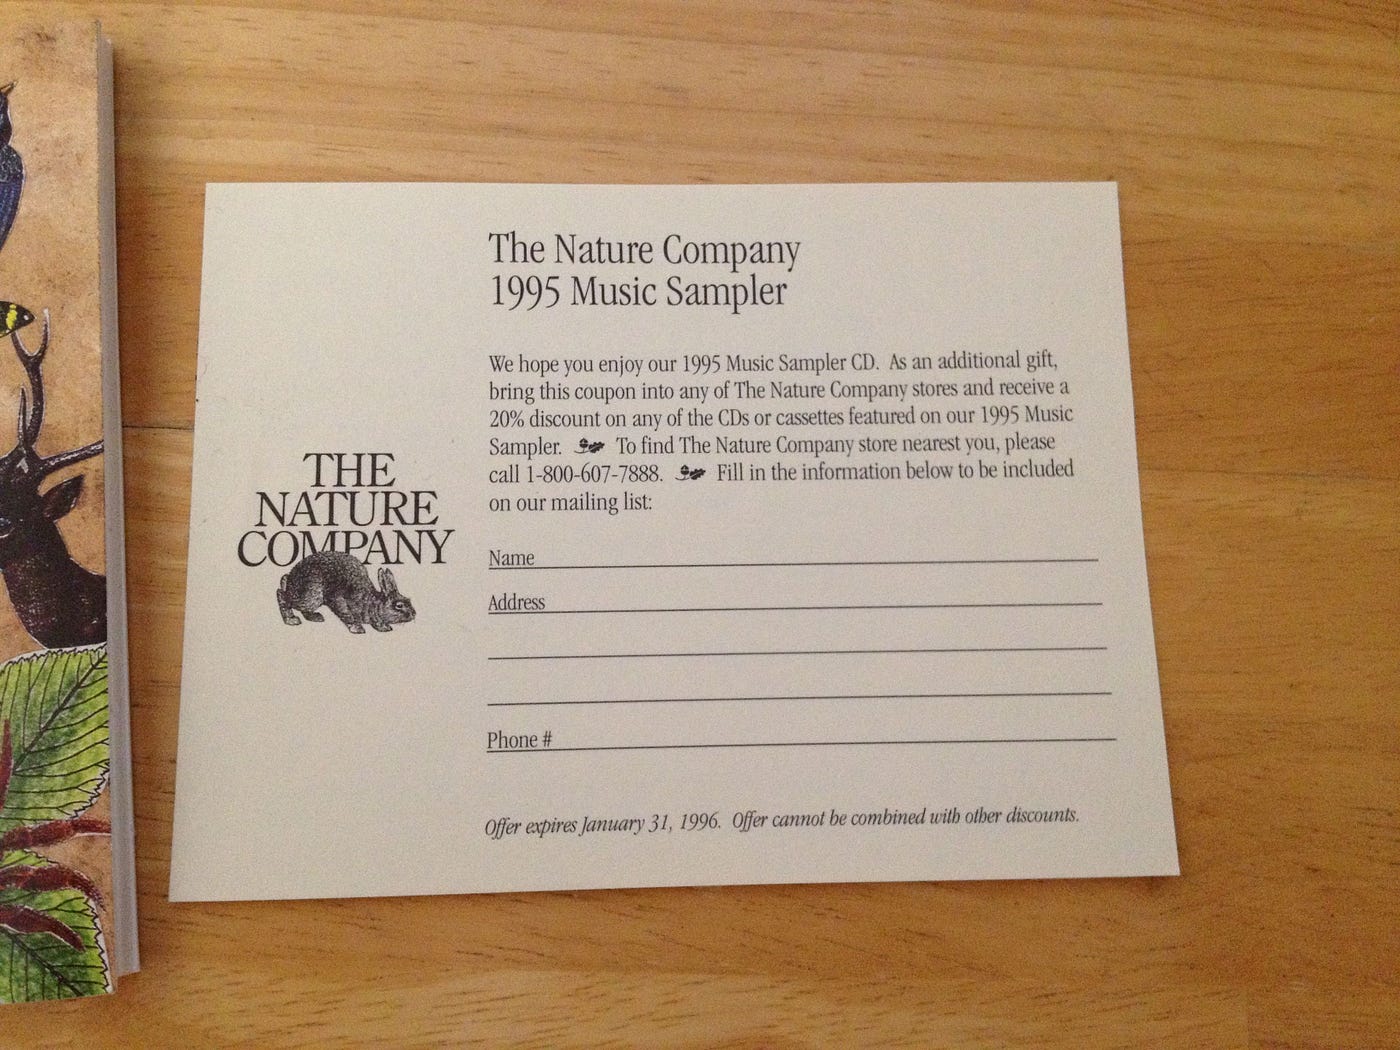 The Nature Company
1995 Music Sampler
We hope you enjoy our 1995 Music Sampler CD. As an additional gift,
bring this coupon into any of The Nature Company stores and receive a
20% discount on any of the CDs or cassettes featured on our 1995 Music
Sampler. To find The Nature Company store nearest you, please
call 1-800-607-7888. Fill in the information below to be included
on our mailing list:
THE
NATURE
COMPANY
Name
Address
Phone #
Offer expires January 31, 1996. Offer cannot be combined with other discounts.